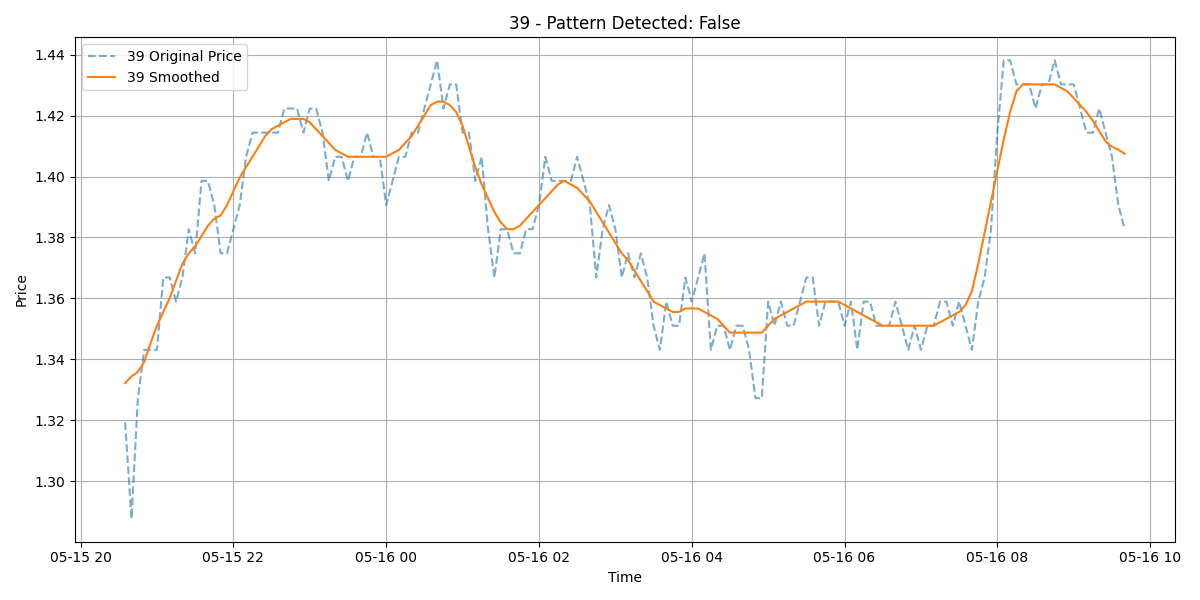 39 - Pattern Detected: False
39 Original Price
39 Smoothed
Price
1.44
1.42
1.40
1.38
1.36
1.34
1.32
1.30
05-15 20 05-15 22 05-16 00 05-16 02 05-16 04 05-16 06 05-16 08 05-16 10
Time